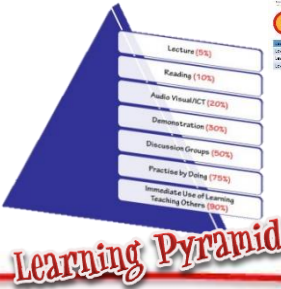 Lecture (5%)
Reading (10%)
Audio Visual/ICT (20%)
Demonstration (30%)
Discussion Groups (50%)
Practise by Doing (75%)
Immediate Use of Learning
Teaching Others (90%)
Learning Pyramid